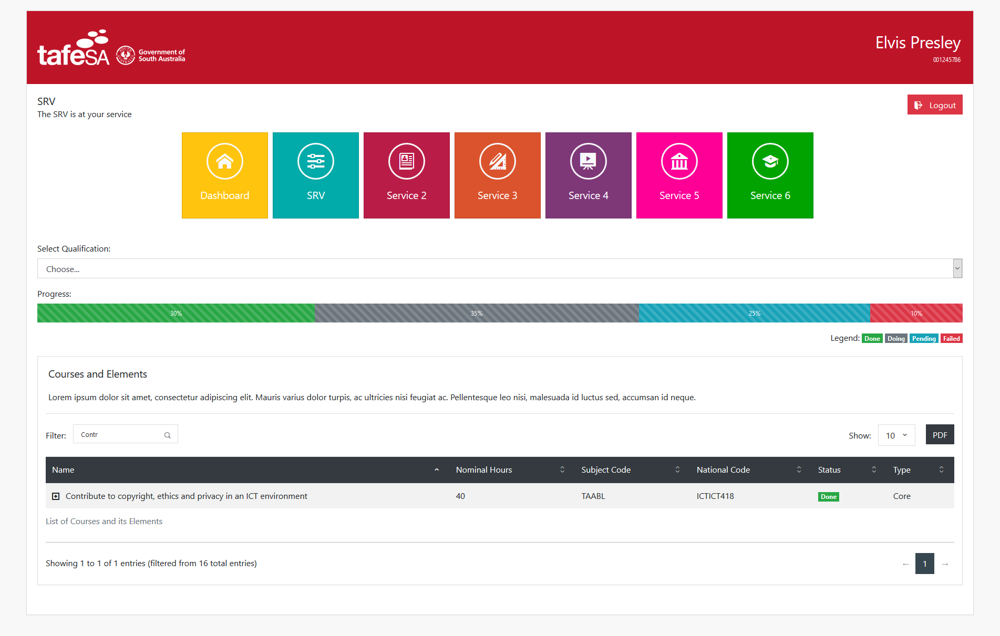 tafeSA
Government of
South Australia
Elvis Presley
001245786
SRV
The SRV is at your service
Logout
Dashboard
SRV
Service 2
Service 3
Service 4
Service 5
Service 6
Select Qualification:
Choose...
Progress:
30%
35%
25%
10%
Legend: Done Doing Pending Failed
Courses and Elements
Lorem ipsum dolor sit amet, consectetur adipiscing elit. Mauris varius dolor turpis, ac ultricies nisi feugiat ac. Pellentesque leo nisi, malesuada id luctus sed, accumsan id neque.
Filter: Contr
Show: 10
PDF
Name Nominal Hours Subject Code National Code Status Type
Contribute to copyright, ethics and privacy in an ICT environment 40 TAABL ICTICT418 Done Core
List of Courses and its Elements
Showing 1 to 1 of 1 entries (filtered from 16 total entries)
← 1 →